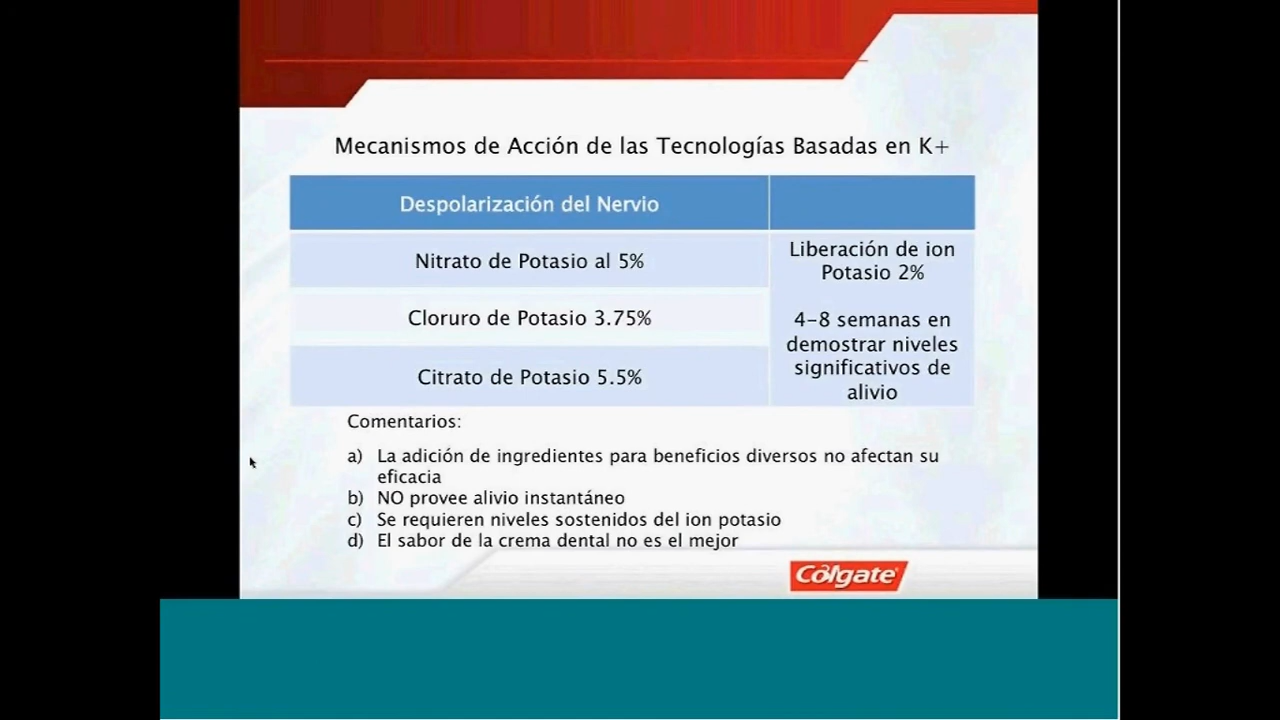 Mecanismos de Acción de las Tecnologías Basadas en K+
Despolarización del Nervio
Nitrato de Potasio al 5%
Cloruro de Potasio 3.75%
Citrato de Potasio 5.5%
Liberación de ion
Potasio 2%
4-8 semanas en
demostrar niveles
significativos de
alivio
Comentarios:
a) La adición de ingredientes para beneficios diversos no afectan su
eficacia
b) NO provee alivio instantáneo
c) Se requieren niveles sostenidos del ion potasio
d) El sabor de la crema dental no es el mejor
Colgate